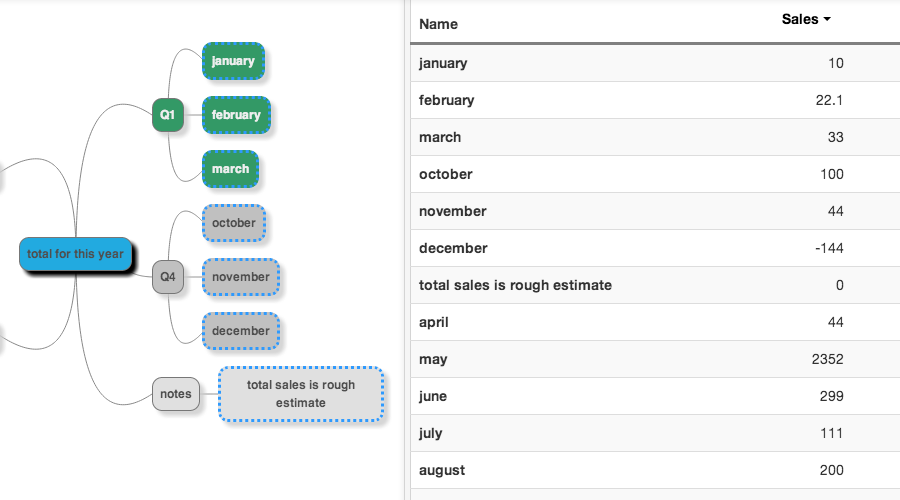 january
Q1
february
march
october
total for this year
Q4
november
december
notes
total sales is rough
estimate
Name Sales
january 10
february 22.1
march 33
october 100
november 44
december -144
total sales is rough estimate 0
april 44
may 2352
june 299
july 111
august 200